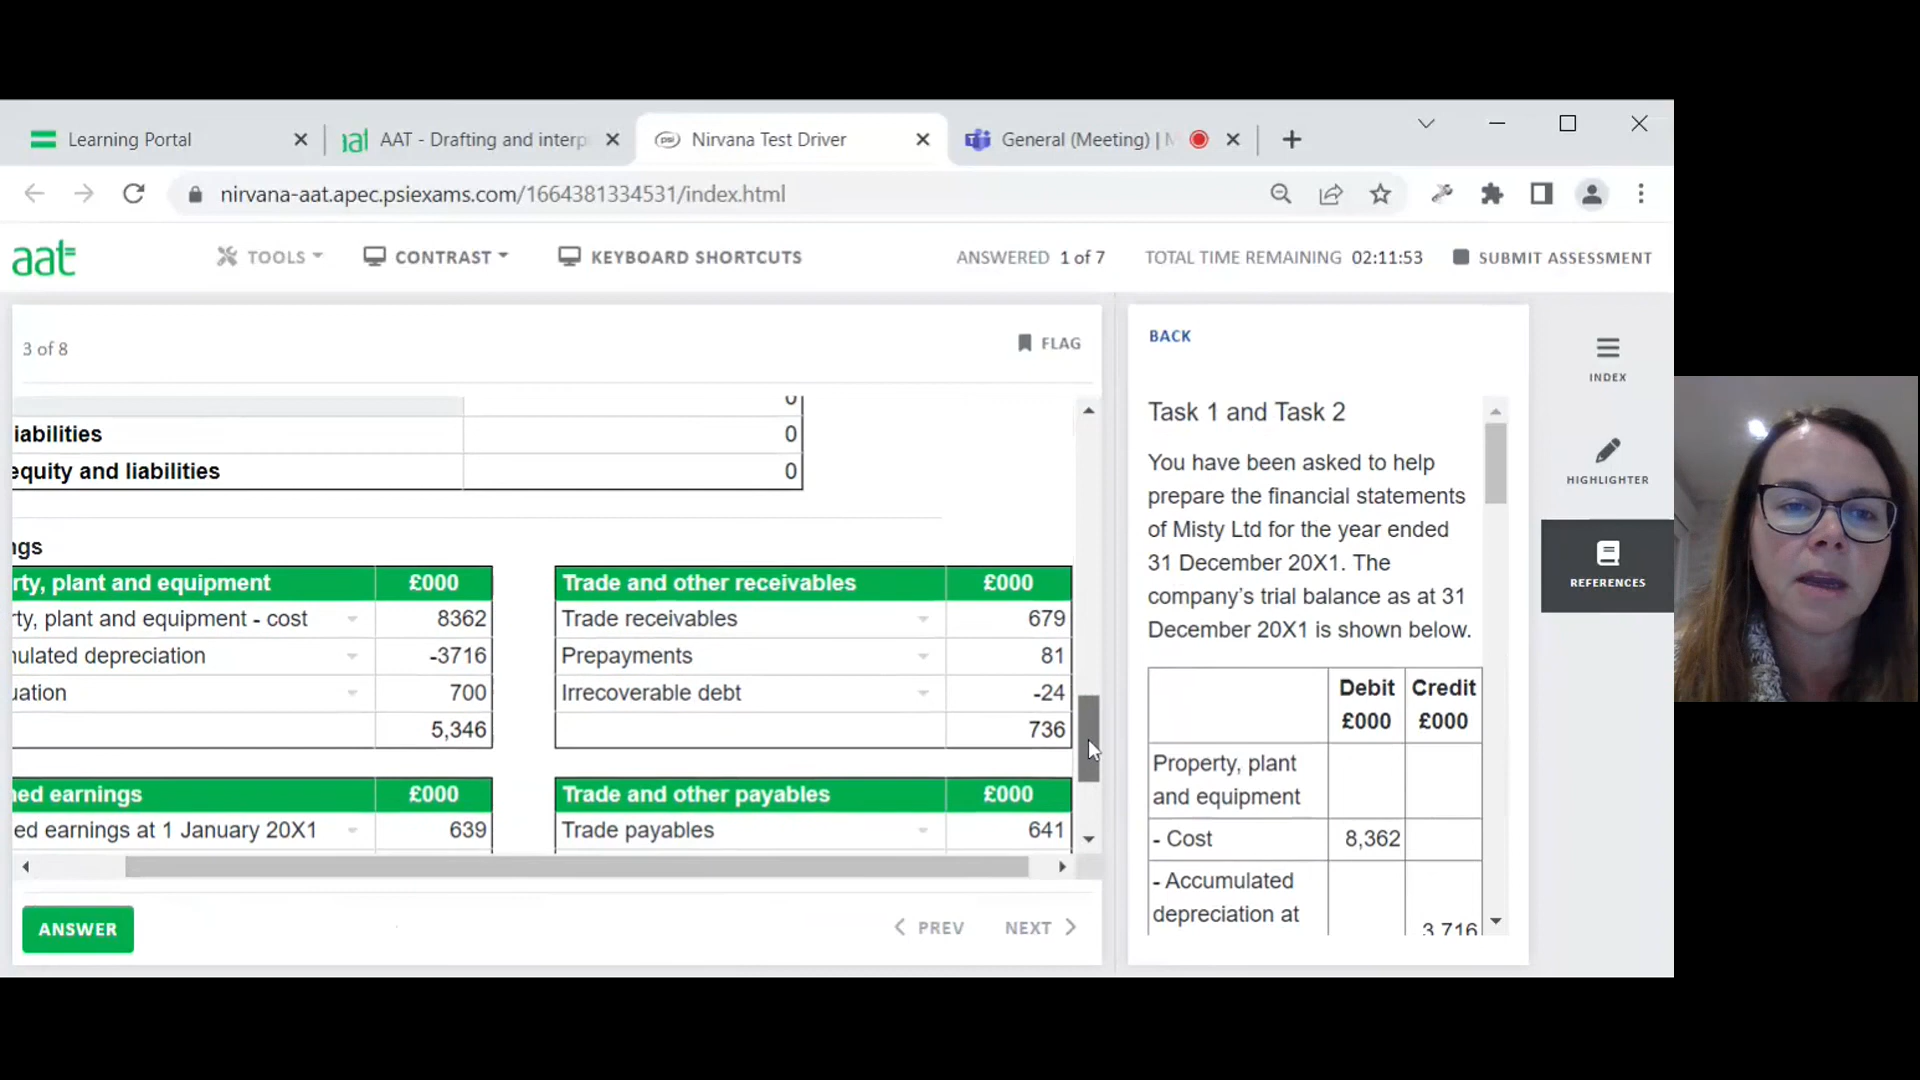 Learning Portal
aat AAT - Drafting and interp
psi Nirvana Test Driver
General (Meeting) | M
nirvana-aat.apec.psiexams.com/1664381334531/index.html
aat
TOOLS
CONTRAST
KEYBOARD SHORTCUTS
ANSWERED 1 of 7
TOTAL TIME REMAINING 02:11:53
SUBMIT ASSESSMENT
3 of 8
FLAG
0
iabilities 0
equity and liabilities 0
ngs
rty, plant and equipment £000
rty, plant and equipment - cost 8362
nulated depreciation -3716
uation 700
5,346
Trade and other receivables £000
Trade receivables 679
Prepayments 81
Irrecoverable debt -24
736
ned earnings £000
ed earnings at 1 January 20X1 639
Trade and other payables £000
Trade payables 641
ANSWER
PREV
NEXT
BACK
Task 1 and Task 2
You have been asked to help
prepare the financial statements
of Misty Ltd for the year ended
31 December 20X1. The
company's trial balance as at 31
December 20X1 is shown below.
Debit Credit
£000 £000
Property, plant
and equipment
- Cost 8,362
- Accumulated
depreciation at
3,716
INDEX
HIGHLIGHTER
REFERENCES